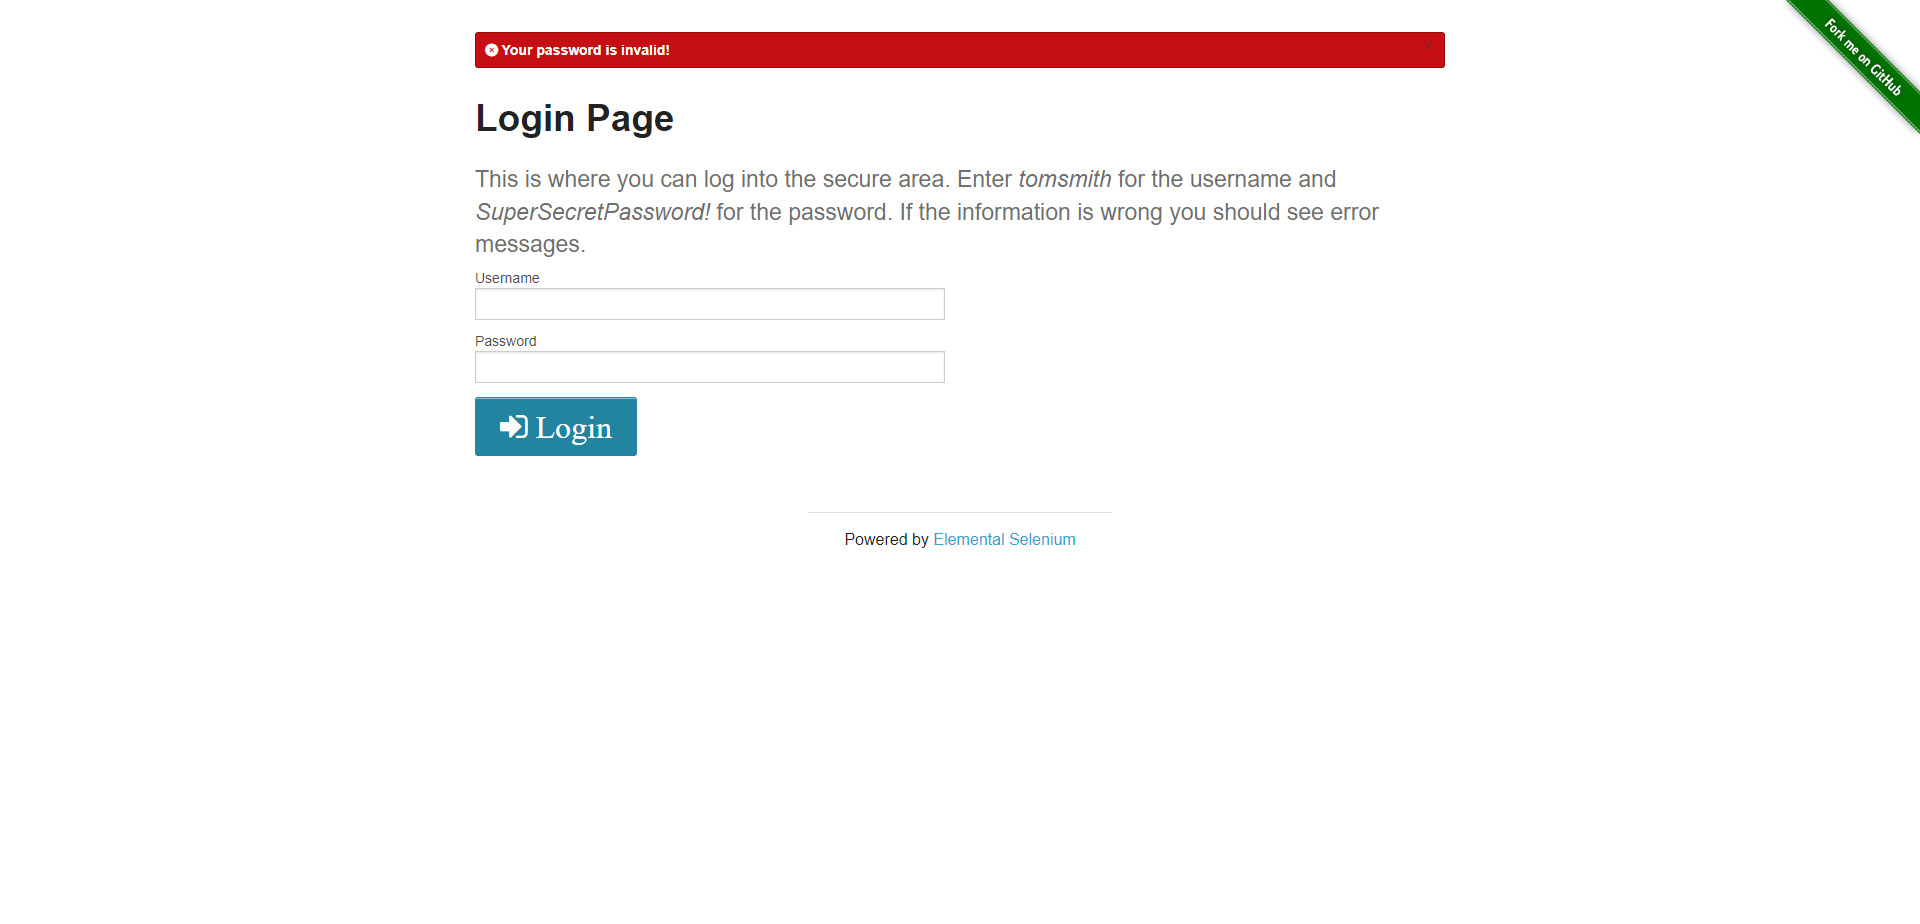 Your password is invalid!
×
Fork me on GitHub
Login Page
This is where you can log into the secure area. Enter tomsmith for the username and
SuperSecretPassword! for the password. If the information is wrong you should see error
messages.
Username
Password
Login
Powered by Elemental Selenium